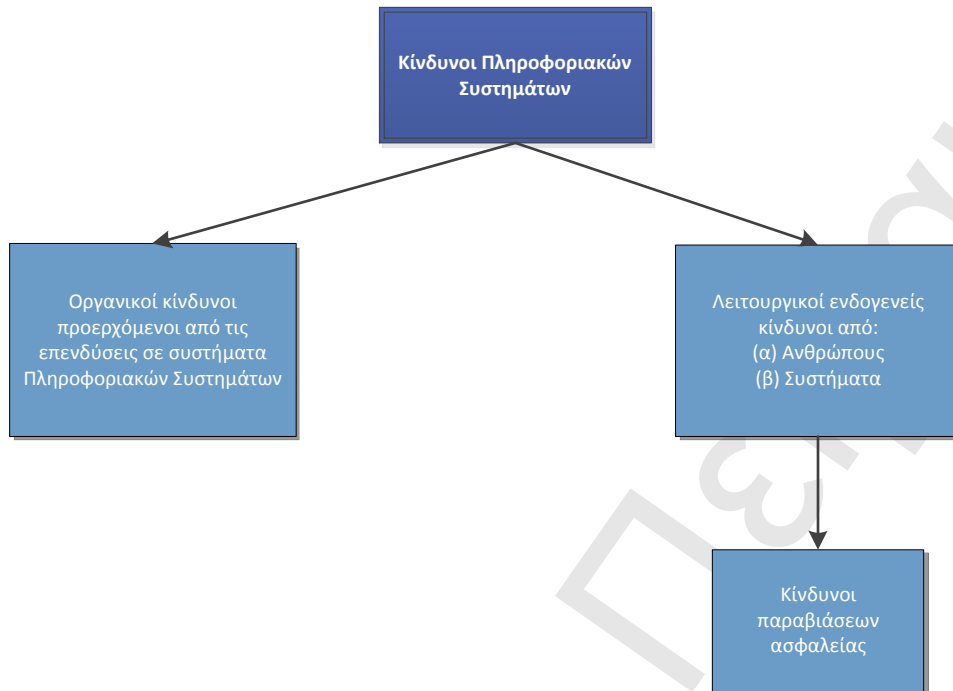 Κίνδυνοι Πληροφοριακών
Συστημάτων
Οργανικοί κίνδυνοι
προερχόμενοι από τις
επενδύσεις σε συστήματα
Πληροφοριακών Συστημάτων
Λειτουργικοί ενδογενείς
κίνδυνοι από:
(α) Ανθρώπους
(β) Συστήματα
Κίνδυνοι
παραβιάσεων
ασφαλείας